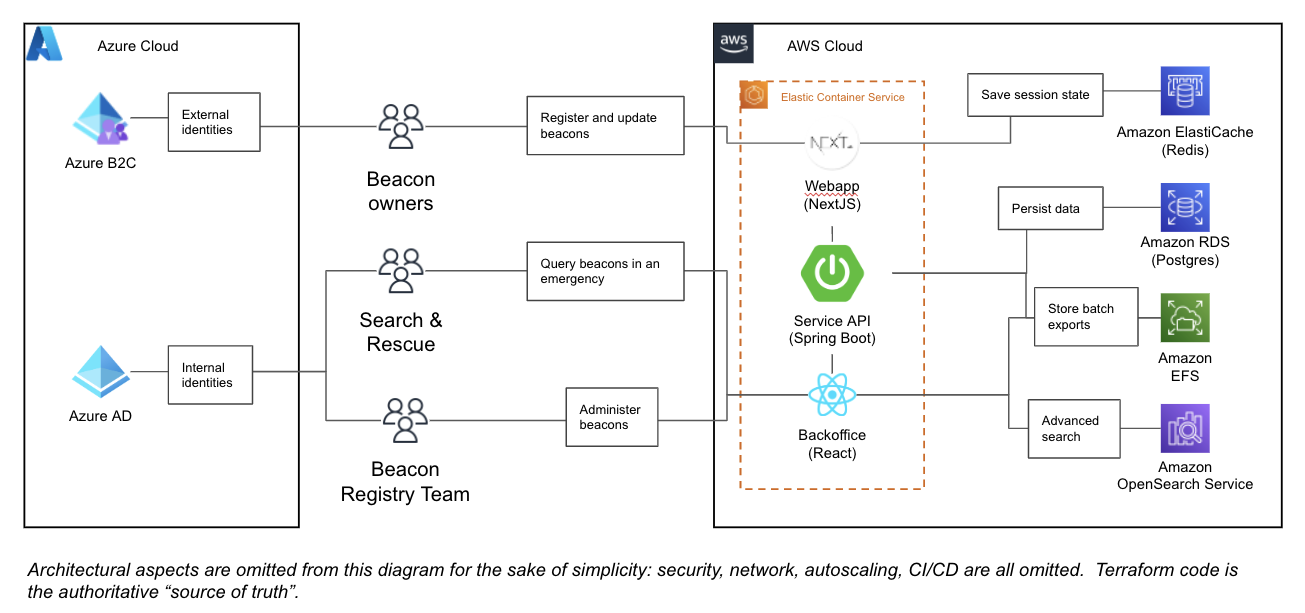 Azure Cloud
aws
AWS Cloud
External
identities
Azure B2C
Beacon
owners
Register and update
beacons
Elastic Container Service
NEXT.JS
Webapp
(NextJS)
Save session state
Amazon ElastiCache
(Redis)
Persist data
Amazon RDS
(Postgres)
Query beacons in an
emergency
Search &
Rescue
Service API
(Spring Boot)
Store batch
exports
Amazon
EFS
Internal
identities
Azure AD
Administer
beacons
Beacon
Registry Team
Backoffice
(React)
Advanced
search
Amazon
OpenSearch Service
Architectural aspects are omitted from this diagram for the sake of simplicity: security, network, autoscaling, CI/CD are all omitted.  Terraform code is
the authoritative “source of truth”.